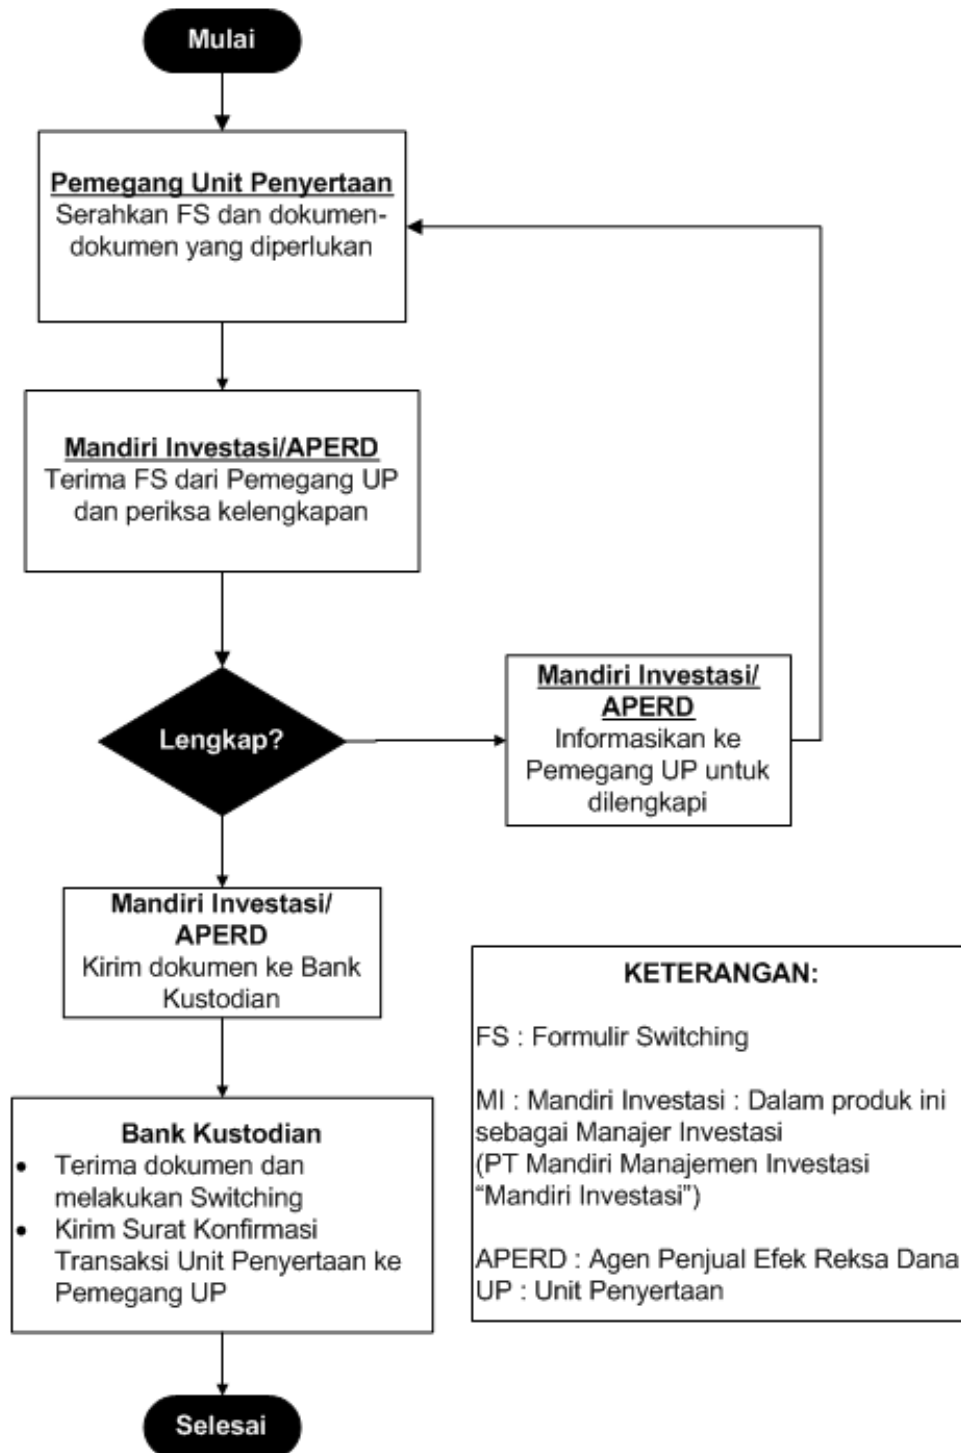 Mulai
Pemegang Unit Penyertaan
Serahkan FS dan dokumen-
dokumen yang diperlukan
Mandiri Investasi/APERD
Terima FS dari Pemegang UP
dan periksa kelengkapan
Lengkap?
Mandiri Investasi/
APERD
Informasikan ke
Pemegang UP untuk
dilengkapi
Mandiri Investasi/
APERD
Kirim dokumen ke Bank
Kustodian
Bank Kustodian
• Terima dokumen dan
melakukan Switching
• Kirim Surat Konfirmasi
Transaksi Unit Penyertaan ke
Pemegang UP
Selesai
KETERANGAN:
FS : Formulir Switching
MI : Mandiri Investasi : Dalam produk ini
sebagai Manajer Investasi
(PT Mandiri Manajemen Investasi
“Mandiri Investasi”)
APERD : Agen Penjual Efek Reksa Dana
UP : Unit Penyertaan